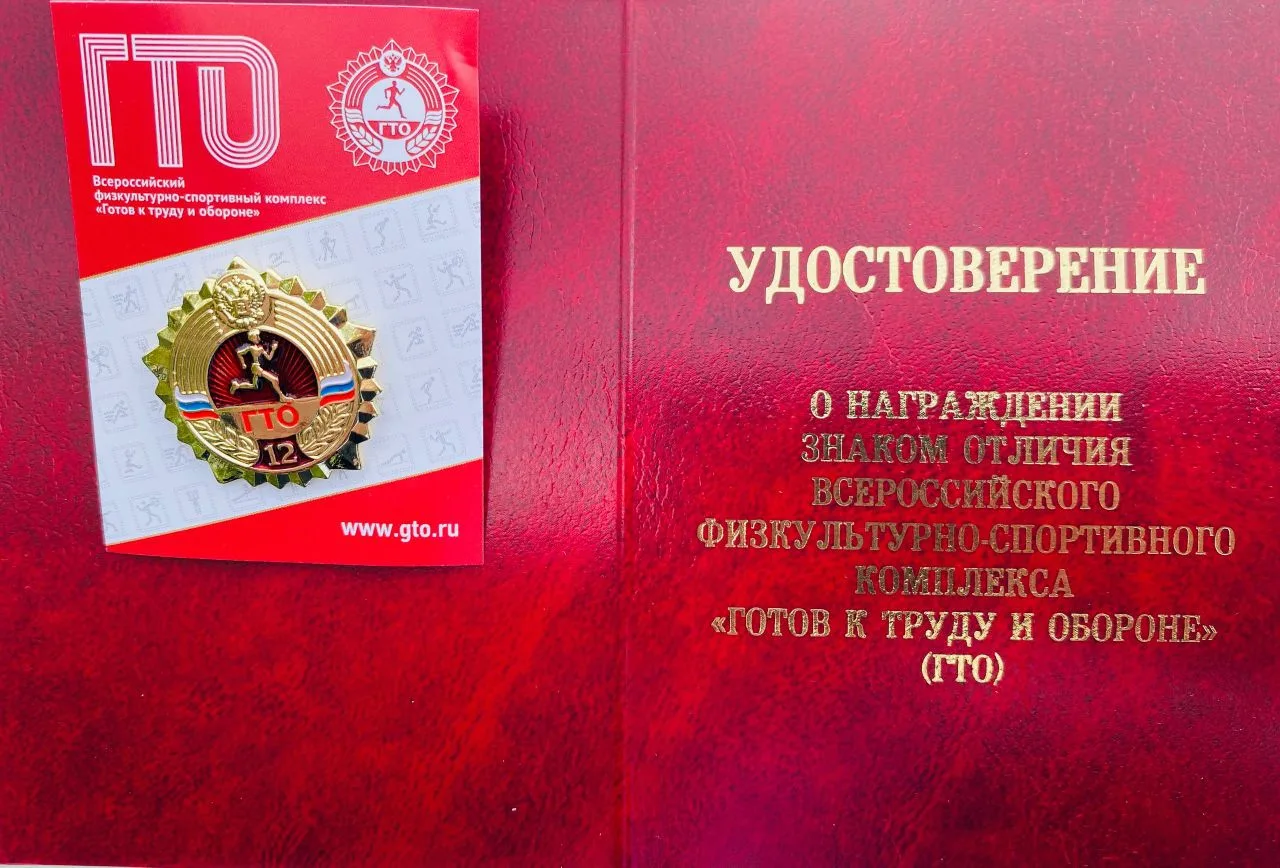 ГТО
ГТО
Всероссийский
физкультурно-спортивный комплекс
«Готов к труду и обороне»
ГТО
12
www.gto.ru
УДОСТОВЕРЕНИЕ
О НАГРАЖДЕНИИ
ЗНАКОМ ОТЛИЧИЯ
ВСЕРОССИЙСКОГО
ФИЗКУЛЬТУРНО-СПОРТИВНОГО
КОМПЛЕКСА
«ГОТОВ К ТРУДУ И ОБОРОНЕ»
(ГТО)